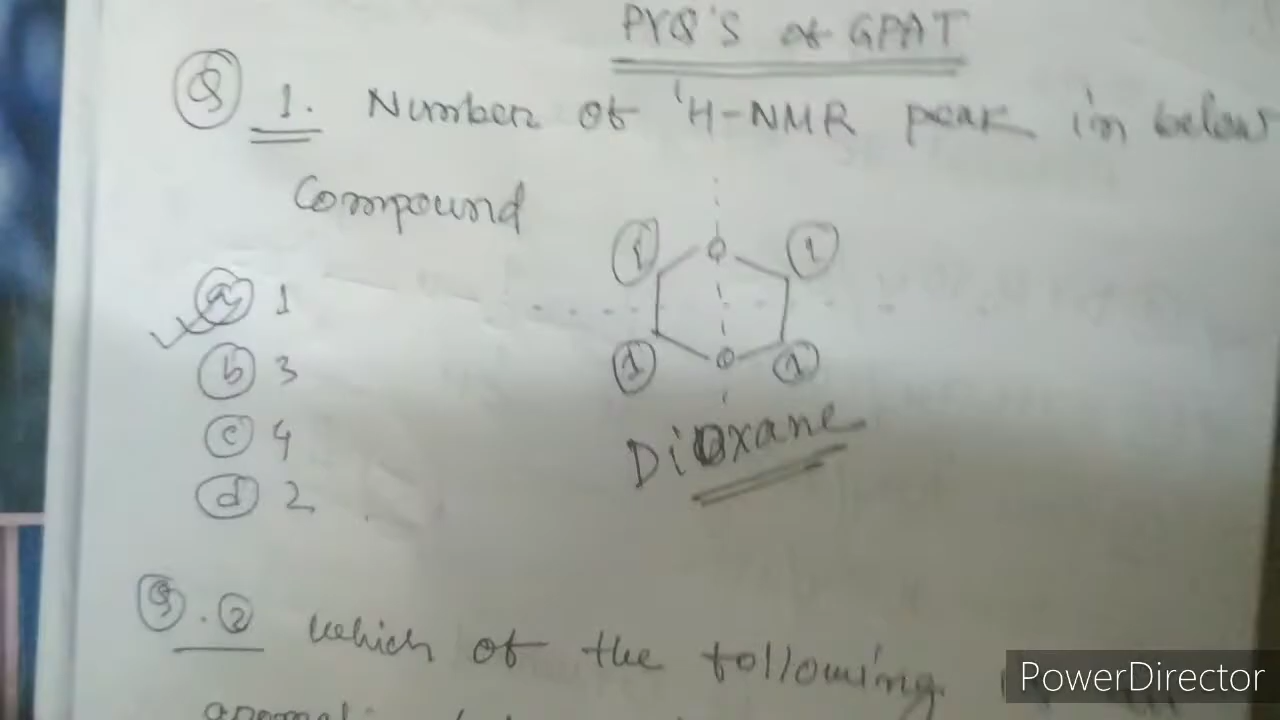 PYQ'S of GPAT
Q 1. Number of ¹H-NMR peak in below
Compound
a 1
b 3
c 4
d 2
1 O 1
1 O 1
Dioxane
Q. 2 which of the following
PowerDirector